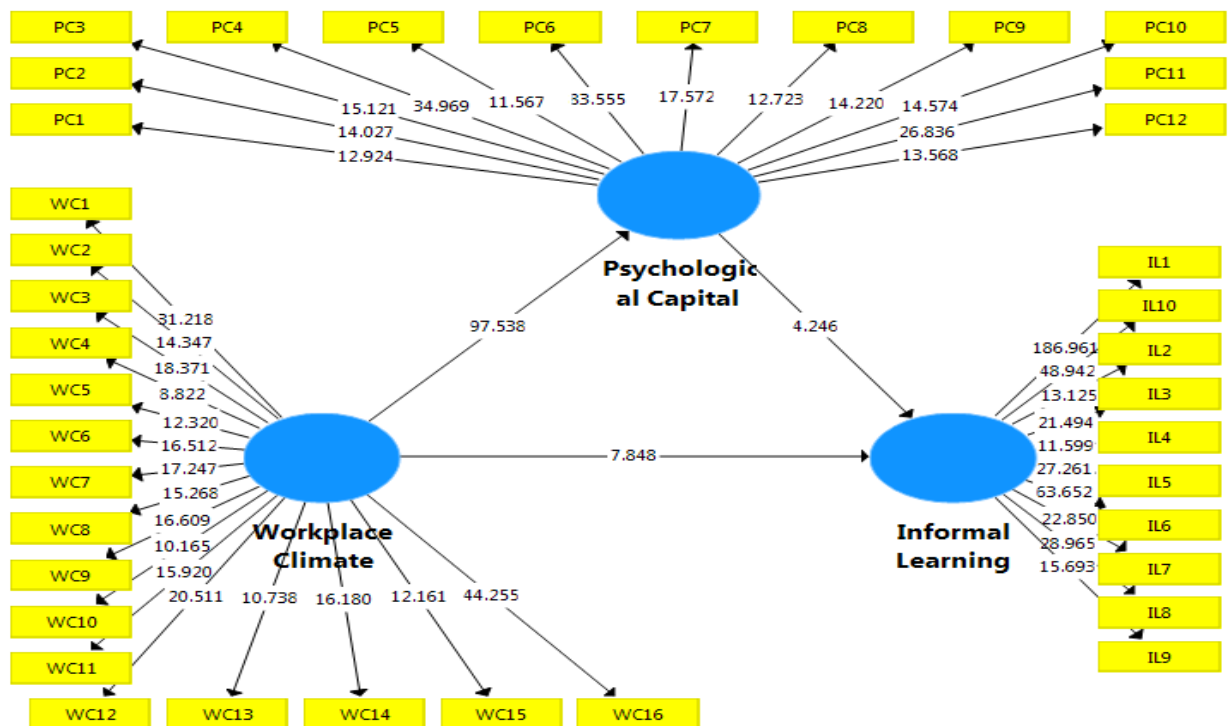 PC3 PC4 PC5 PC6 PC7 PC8 PC9 PC10
PC2 PC11
PC1 PC12
15.121 34.969 11.567 33.555 17.572 12.723 14.220 14.574
14.027 26.836
12.924 13.568
Psychologic
al Capital
WC1
WC2
WC3
WC4
WC5
WC6
WC7
WC8
WC9
WC10
WC11
WC12 WC13 WC14 WC15 WC16
31.218
14.347
18.371
8.822
12.320
16.512
17.247
15.268
16.609
10.165
15.920
20.511 10.738 16.180 12.161 44.255
97.538
4.246
7.848
Workplace
Climate
Informal
Learning
186.961
48.942
13.125
21.494
11.599
27.261
63.652
22.850
28.965
15.693
IL1
IL10
IL2
IL3
IL4
IL5
IL6
IL7
IL8
IL9